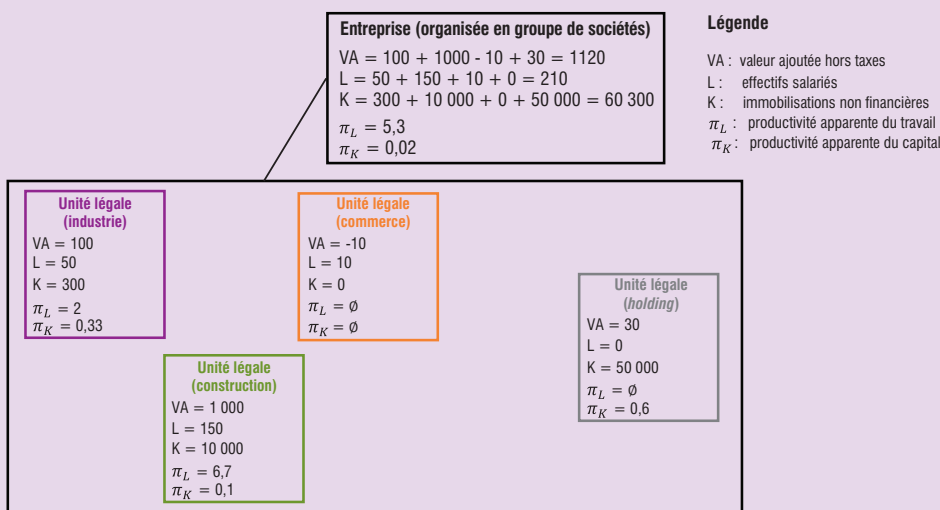 Entreprise (organisée en groupe de sociétés)
VA = 100 + 1000 - 10 + 30 = 1120
L = 50 + 150 + 10 + 0 = 210
K = 300 + 10 000 + 0 + 50 000 = 60 300
π_L = 5,3
π_K = 0,02
Légende
VA : valeur ajoutée hors taxes
L : effectifs salariés
K : immobilisations non financières
π_L : productivité apparente du travail
π_K : productivité apparente du capital
Unité légale
(industrie)
VA = 100
L = 50
K = 300
π_L = 2
π_K = 0,33
Unité légale
(commerce)
VA = -10
L = 10
K = 0
π_L = ø
π_K = ø
Unité légale
(holding)
VA = 30
L = 0
K = 50 000
π_L = ø
π_K = 0,6
Unité légale
(construction)
VA = 1 000
L = 150
K = 10 000
π_L = 6,7
π_K = 0,1